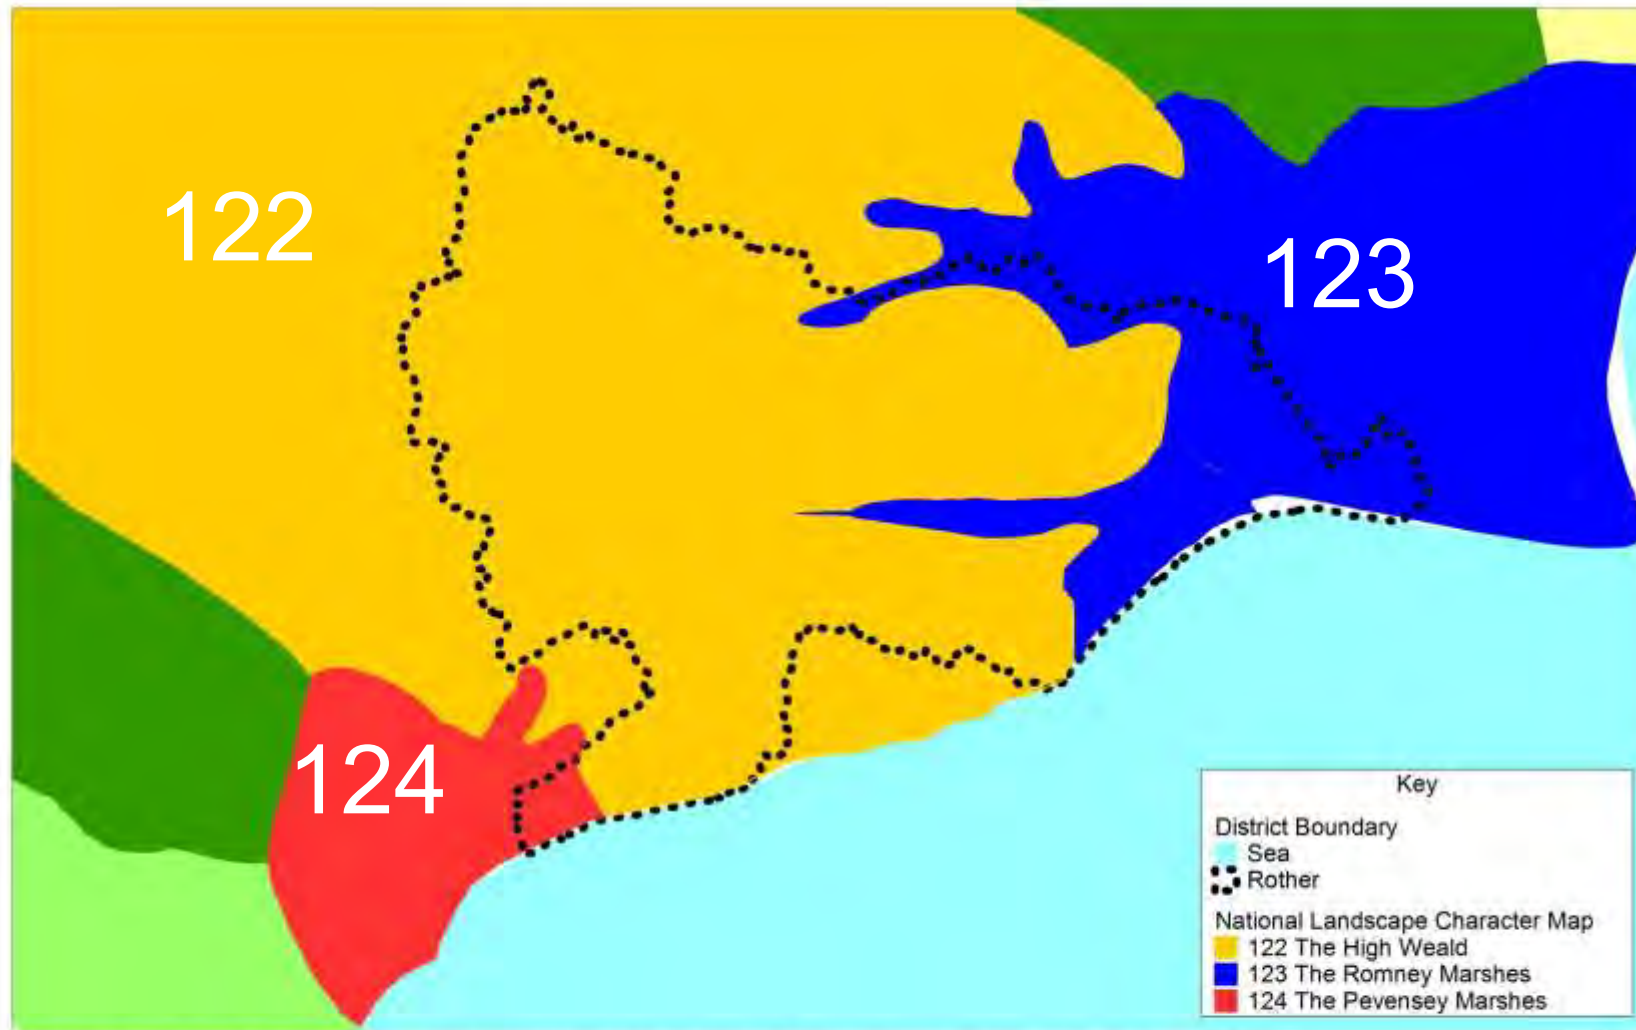 122
123
124
Key
District Boundary
Sea
Rother
National Landscape Character Map
122 The High Weald
123 The Romney Marshes
124 The Pevensey Marshes